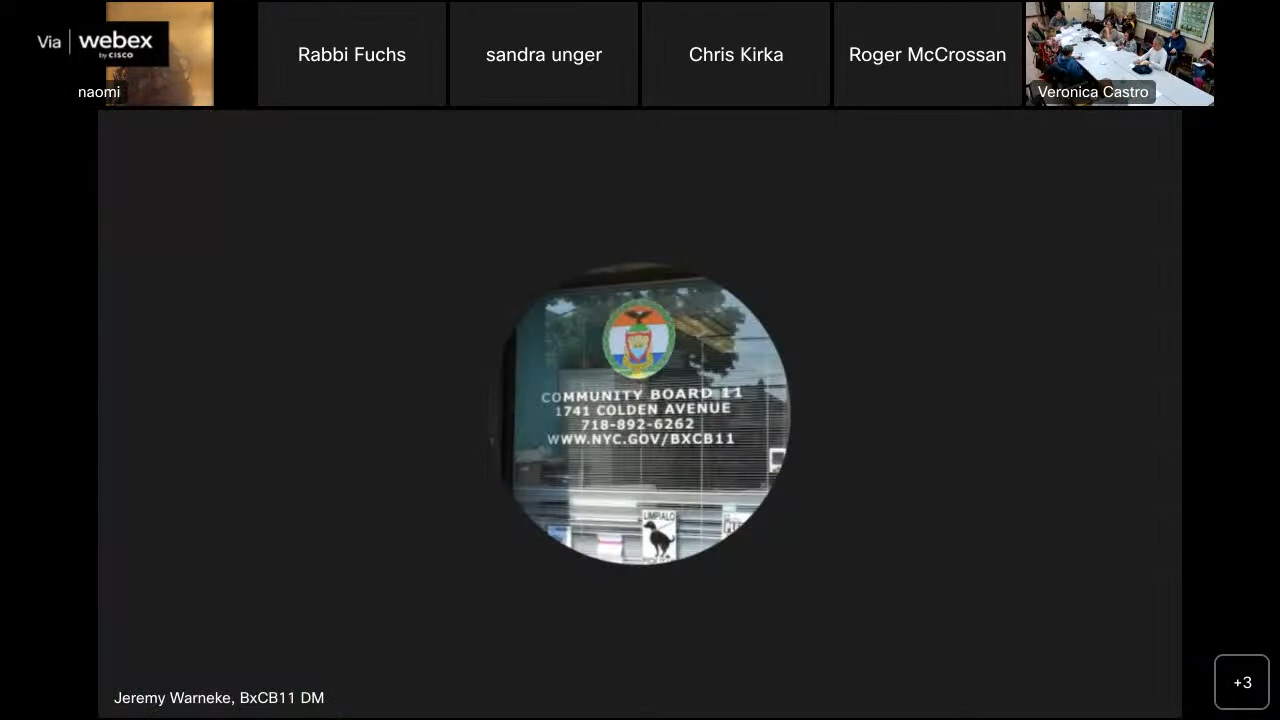 Via webex
by CISCO
naomi
Rabbi Fuchs
sandra unger
Chris Kirka
Roger McCrossan
Veronica Castro
COMMUNITY BOARD 11
1741 COLDEN AVENUE
718-892-6262
WWW.NYC.GOV/BXCB11
LIMPIALO
Jeremy Warneke, BxCB11 DM
+3